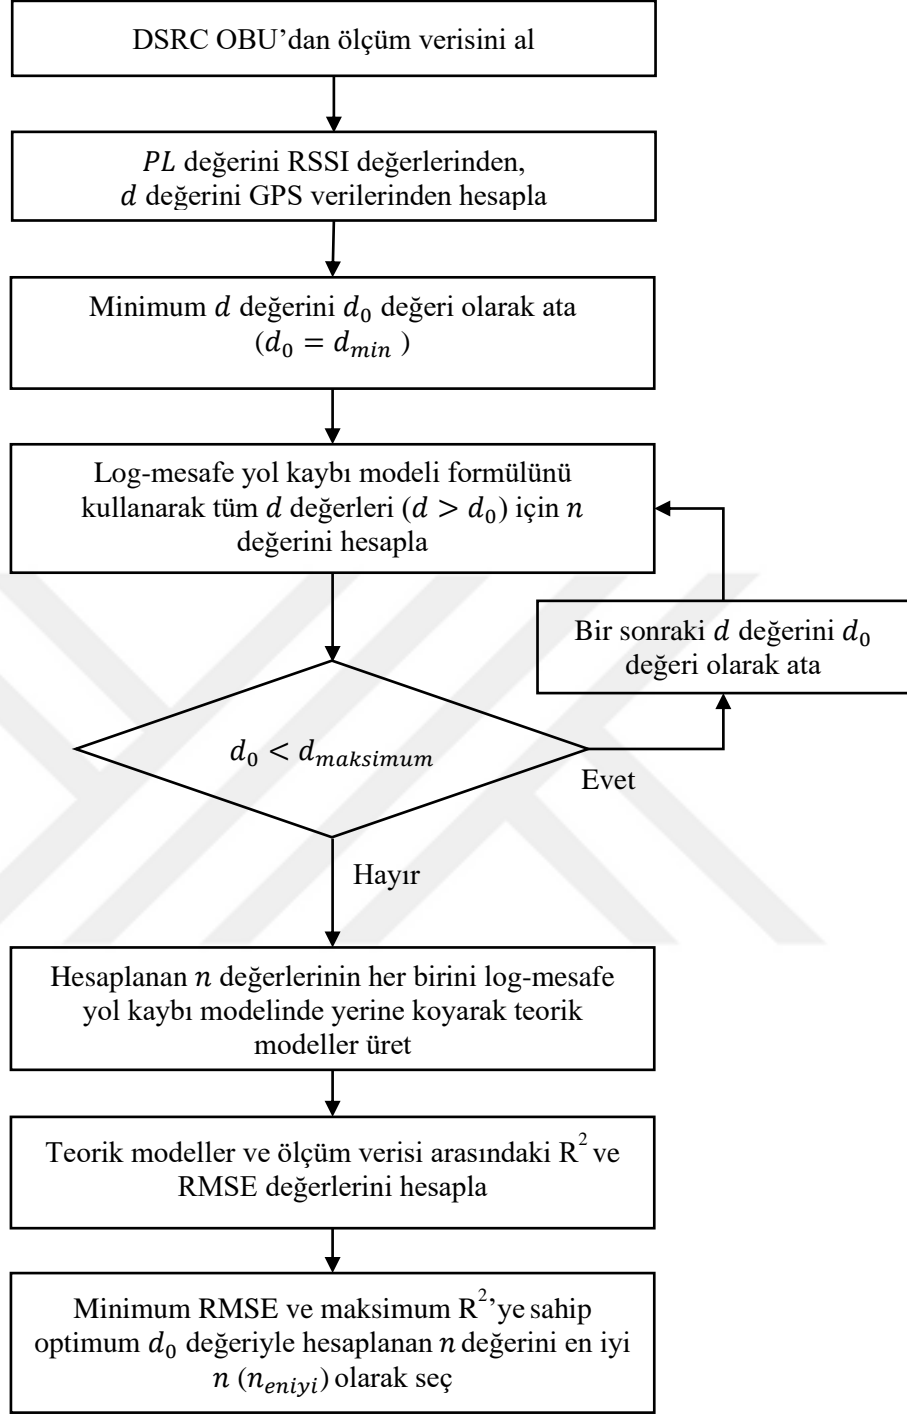 DSRC OBU’dan ölçüm verisini al
PL değerini RSSI değerlerinden,
d değerini GPS verilerinden hesapla
Minimum d değerini d₀ değeri olarak ata
(d₀ = dₘᵢₙ )
Log-mesafe yol kaybı modeli formülünü
kullanarak tüm d değerleri (d > d₀) için n
değerini hesapla
Bir sonraki d değerini d₀
değeri olarak ata
d₀ < d_maksimum
Evet
Hayır
Hesaplanan n değerlerinin her birini log-mesafe
yol kaybı modelinde yerine koyarak teorik
modeller üret
Teorik modeller ve ölçüm verisi arasındaki R² ve
RMSE değerlerini hesapla
Minimum RMSE ve maksimum R²’ye sahip
optimum d₀ değeriyle hesaplanan n değerini en iyi
n (n_eniyi) olarak seç